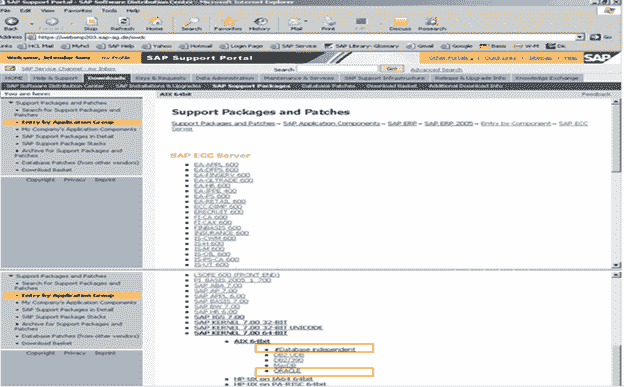 SAP Support Portal - SAP Software Distribution Center - Microsoft Internet Explorer
File Edit View Favorites Tools Help
Back Forward Stop Refresh Home Search Favorites History Mail Print Edit Discuss Research
Address
Links HCL Mail Myhcl SAP Help Yahoo Hotmail Login Page SAP Service SAP Library- Glossary Gmail Google Basis W-M Dic
Welcome, my Profile SAP Support Portal SAP
SAP Service Channel - my Inbox Search Go Advanced Search
HOME Help & Support Downloads Keys & Requests Data Administration Maintenance & Services SAP Support Infrastructure Release & Upgrade Info Knowledge Exchange
SAP Software Distribution Center SAP Installations & Upgrades SAP Support Packages Database Patches Download Basket Additional Download Info
You are here: AIX 64bit Feedback
Support Packages and Patches
Search for Support Packages and Patches
Entry by Application Group
My Company's Application Components
SAP Support Packages in Detail
SAP Support Package Stacks
Archive for Support Packages and Patches
Database Patches (from other vendors)
Download Basket
Copyright Privacy Imprint
Support Packages and Patches
Support Packages and Patches SAP Application Components SAP ERP SAP ERP 2005 Entry by Component SAP ECC Server
SAP ECC Server
EA-APPL 600
EA-DFPS 600
EA-FINSERV 600
EA-GLTRADE 600
EA-HR 600
EA-IPPE 400
EA-PS 600
EA-RETAIL 600
ECC-DIMP 600
ERECRUIT 600
FI-CA 600
FI-CAX 600
FINBASIS 600
INSURANCE 600
IS-CWM 600
IS-H 600
IS-M 600
IS-OIL 600
IS-PS-CA 600
IS-UT 600
Support Packages and Patches
Search for Support Packages and Patches
Entry by Application Group
My Company's Application Components
SAP Support Packages in Detail
SAP Support Package Stacks
Archive for Support Packages and Patches
Database Patches (from other vendors)
Download Basket
Copyright Privacy Imprint
LSOFE 600 (FRONT END)
PI_BASIS 2005_1_700
SAP ABA 7.00
SAP AP 7.00
SAP APPL 6.00
SAP BASIS 7.00
SAP BW 7.00
SAP HR 6.00
SAP IGS 7.00
SAP KERNEL 7.00 32-BIT
SAP KERNEL 7.00 32-BIT UNICODE
SAP KERNEL 7.00 64-BIT
AIX 64bit
#Database independent
DB2 UDB
DB2/390
MaxDB
ORACLE
HP-UX on IA64 64bit
HP-UX on PA-RISC 64bit